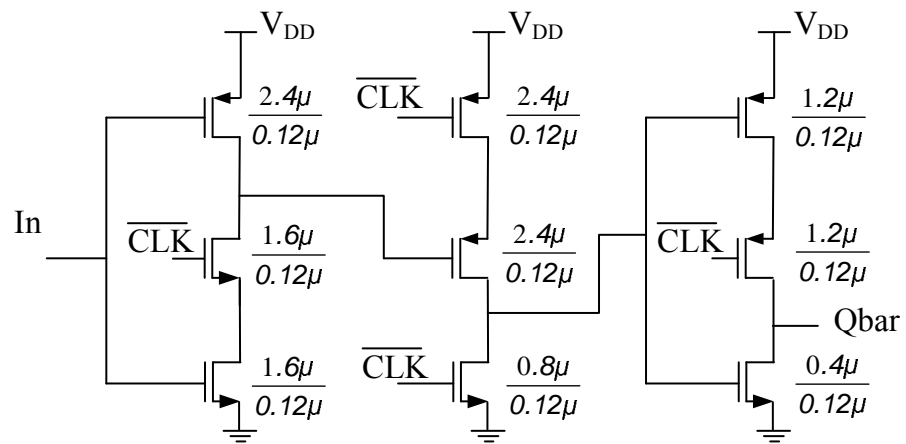 V_DD V_DD V_DD
CLK̅ 2.4µ/0.12µ 2.4µ/0.12µ 1.2µ/0.12µ
In CLK̅ 1.6µ/0.12µ 2.4µ/0.12µ CLK̅ 1.2µ/0.12µ
Qbar
1.6µ/0.12µ CLK̅ 0.8µ/0.12µ 0.4µ/0.12µ